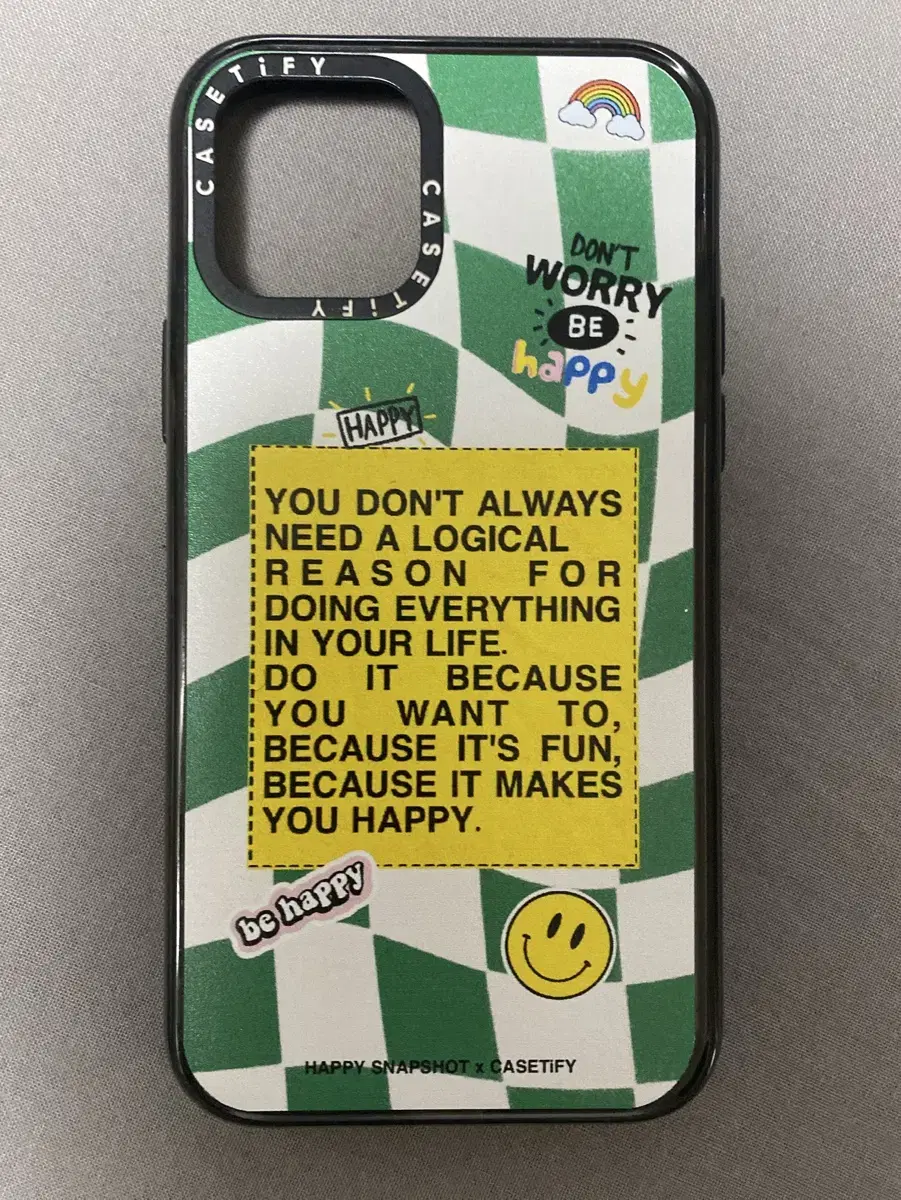 CASETiFY
CASETiFY
DON'T
WORRY
BE
happy
HAPPY
YOU DON'T ALWAYS
NEED A LOGICAL
REASON FOR
DOING EVERYTHING
IN YOUR LIFE.
DO IT BECAUSE
YOU WANT TO,
BECAUSE IT'S FUN,
BECAUSE IT MAKES
YOU HAPPY.
be happy
HAPPY SNAPSHOT x CASETiFY